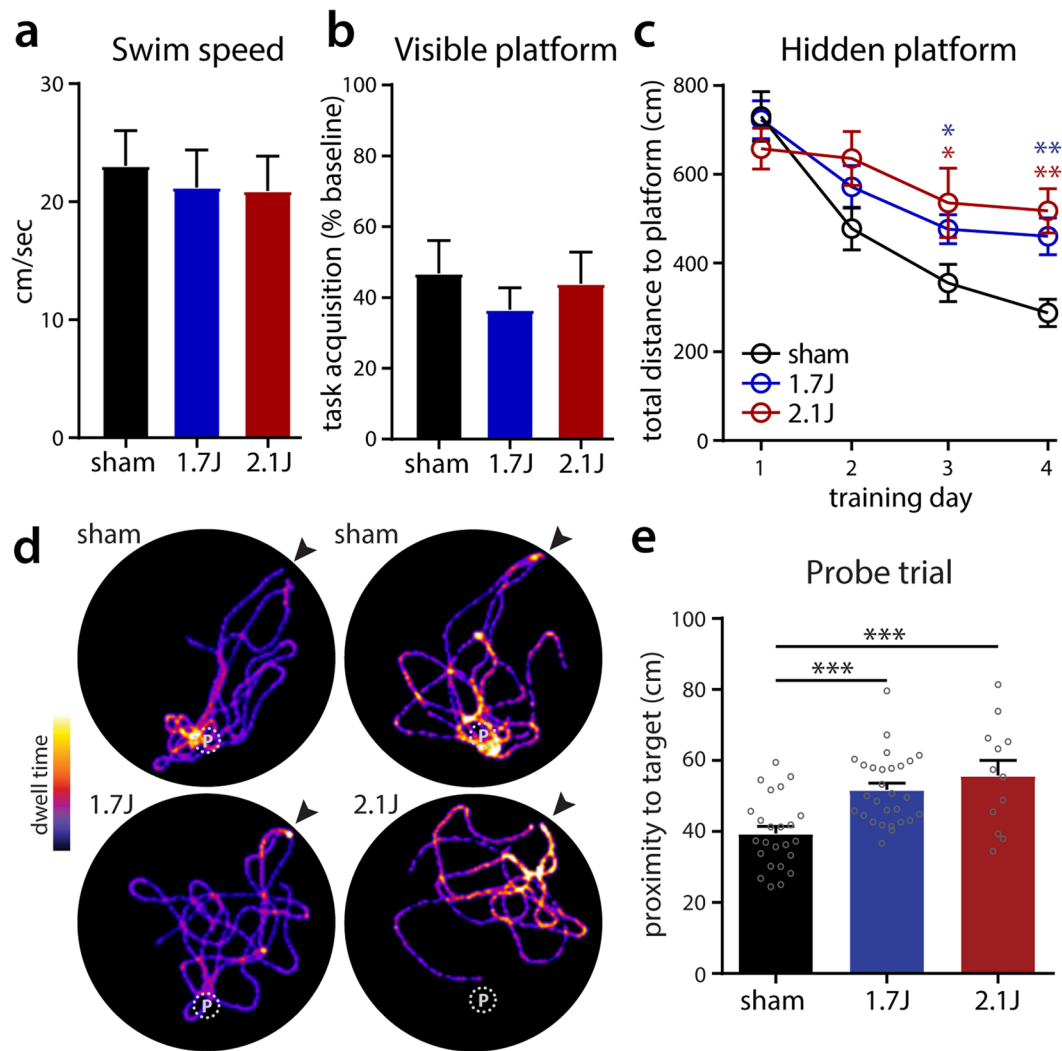 a
Swim speed
30
20
10
0
cm/sec
sham 1.7J 2.1J
b
Visible platform
100
80
60
40
20
0
task acquisition (% baseline)
sham 1.7J 2.1J
c
Hidden platform
800
600
400
200
0
total distance to platform (cm)
*
*
**
**
sham
1.7J
2.1J
1 2 3 4
training day
d
sham
P
sham
P
dwell time
1.7J
P
2.1J
P
e
Probe trial
100
80
60
40
20
0
proximity to target (cm)
***
***
sham 1.7J 2.1J